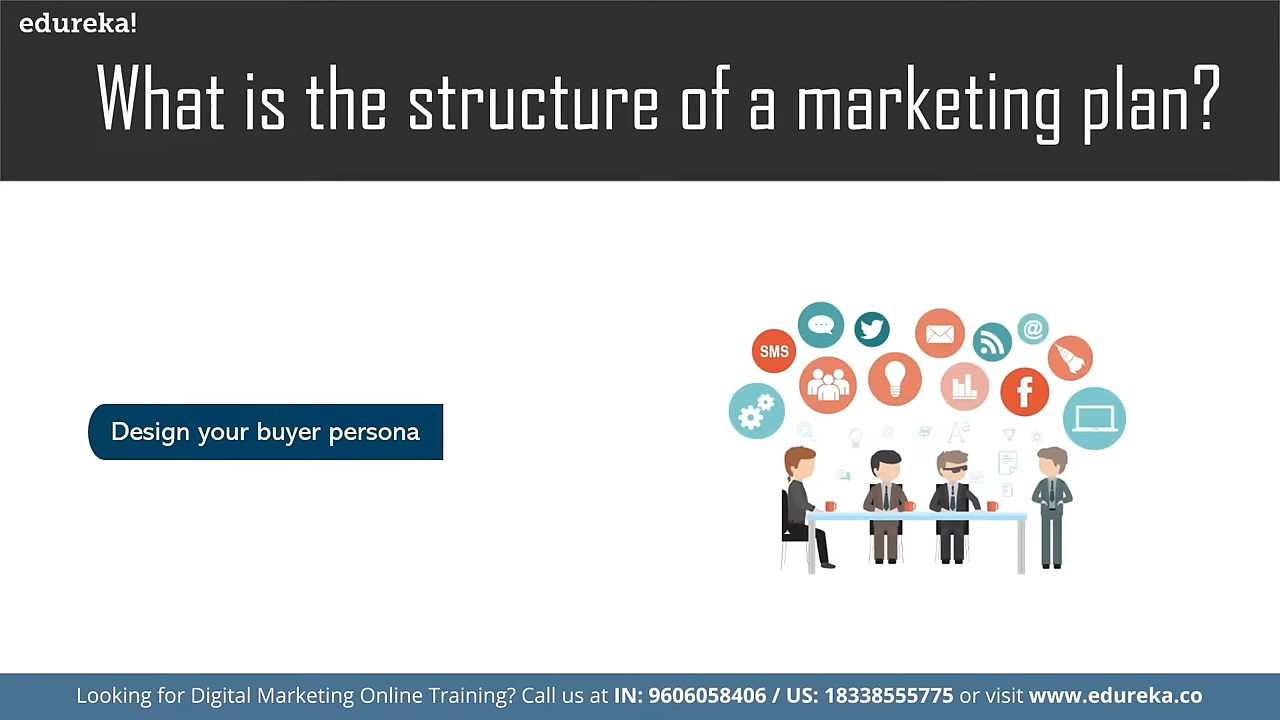 edureka!
What is the structure of a marketing plan?
SMS
@
f
Design your buyer persona
Looking for Digital Marketing Online Training? Call us at IN: 9606058406 / US: 18338555775 or visit www.edureka.co